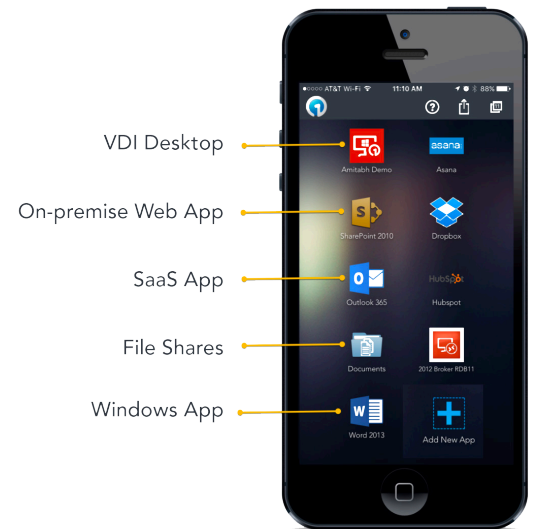 ●○○○○ AT&T Wi-Fi 11:10 AM 88%
VDI Desktop
asana
Amitabh Demo Asana
On-premise Web App
S
SharePoint 2010 Dropbox
SaaS App
HubSpot
Outlook 365 Hubspot
File Shares
Documents 2012 Broker RDB11
Windows App
W
Word 2013 Add New App